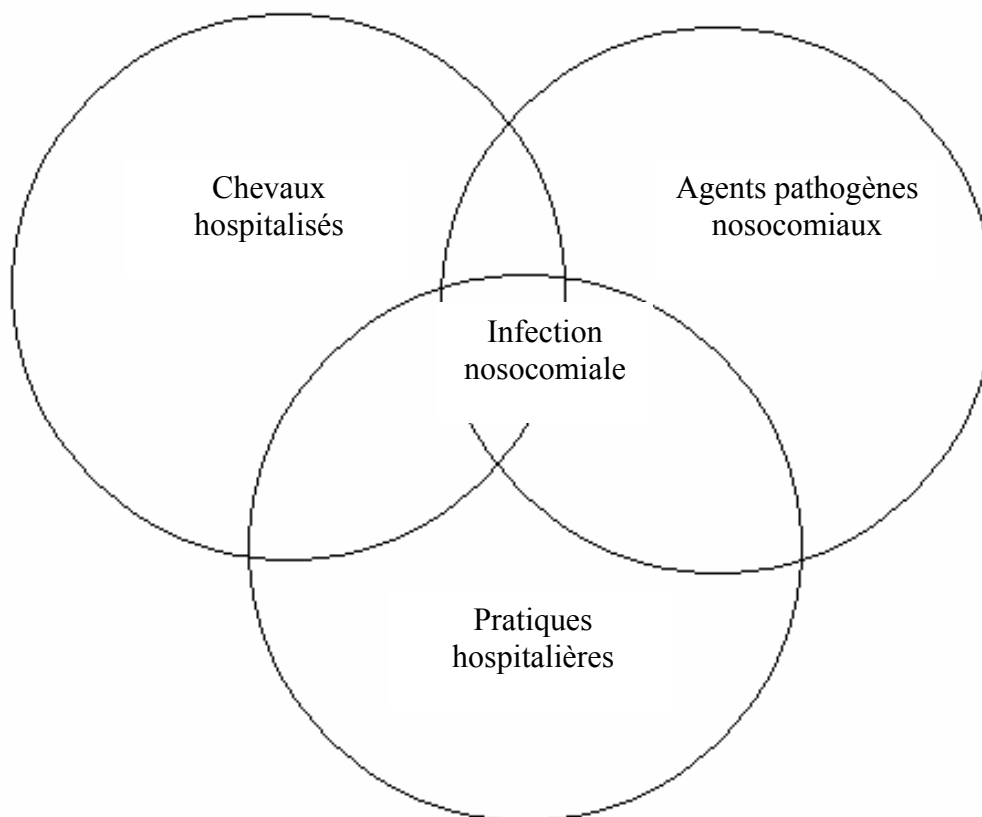 Chevaux
hospitalisés
Agents pathogènes
nosocomiaux
Infection
nosocomiale
Pratiques
hospitalières